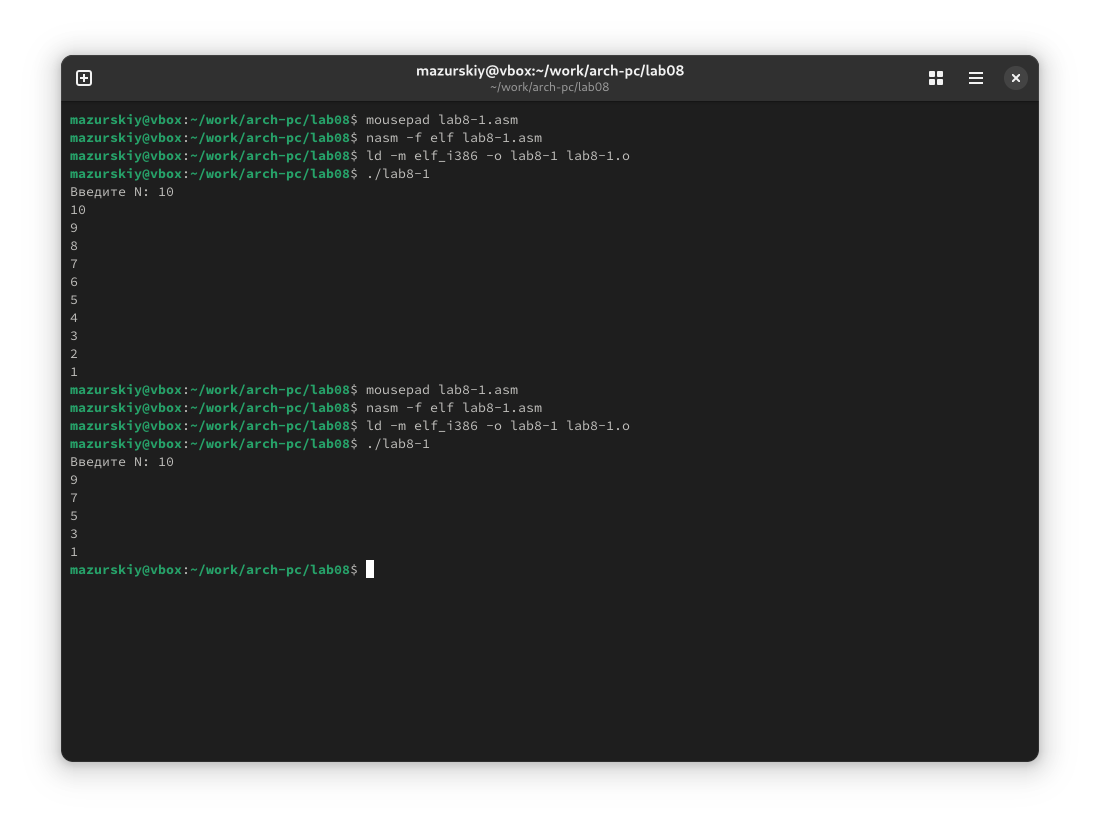 mazurskiy@vbox:~/work/arch-pc/lab08
~/work/arch-pc/lab08
mazurskiy@vbox:~/work/arch-pc/lab08$ mousepad lab8-1.asm
mazurskiy@vbox:~/work/arch-pc/lab08$ nasm -f elf lab8-1.asm
mazurskiy@vbox:~/work/arch-pc/lab08$ ld -m elf_i386 -o lab8-1 lab8-1.o
mazurskiy@vbox:~/work/arch-pc/lab08$ ./lab8-1
Введите N: 10
10
9
8
7
6
5
4
3
2
1
mazurskiy@vbox:~/work/arch-pc/lab08$ mousepad lab8-1.asm
mazurskiy@vbox:~/work/arch-pc/lab08$ nasm -f elf lab8-1.asm
mazurskiy@vbox:~/work/arch-pc/lab08$ ld -m elf_i386 -o lab8-1 lab8-1.o
mazurskiy@vbox:~/work/arch-pc/lab08$ ./lab8-1
Введите N: 10
9
7
5
3
1
mazurskiy@vbox:~/work/arch-pc/lab08$